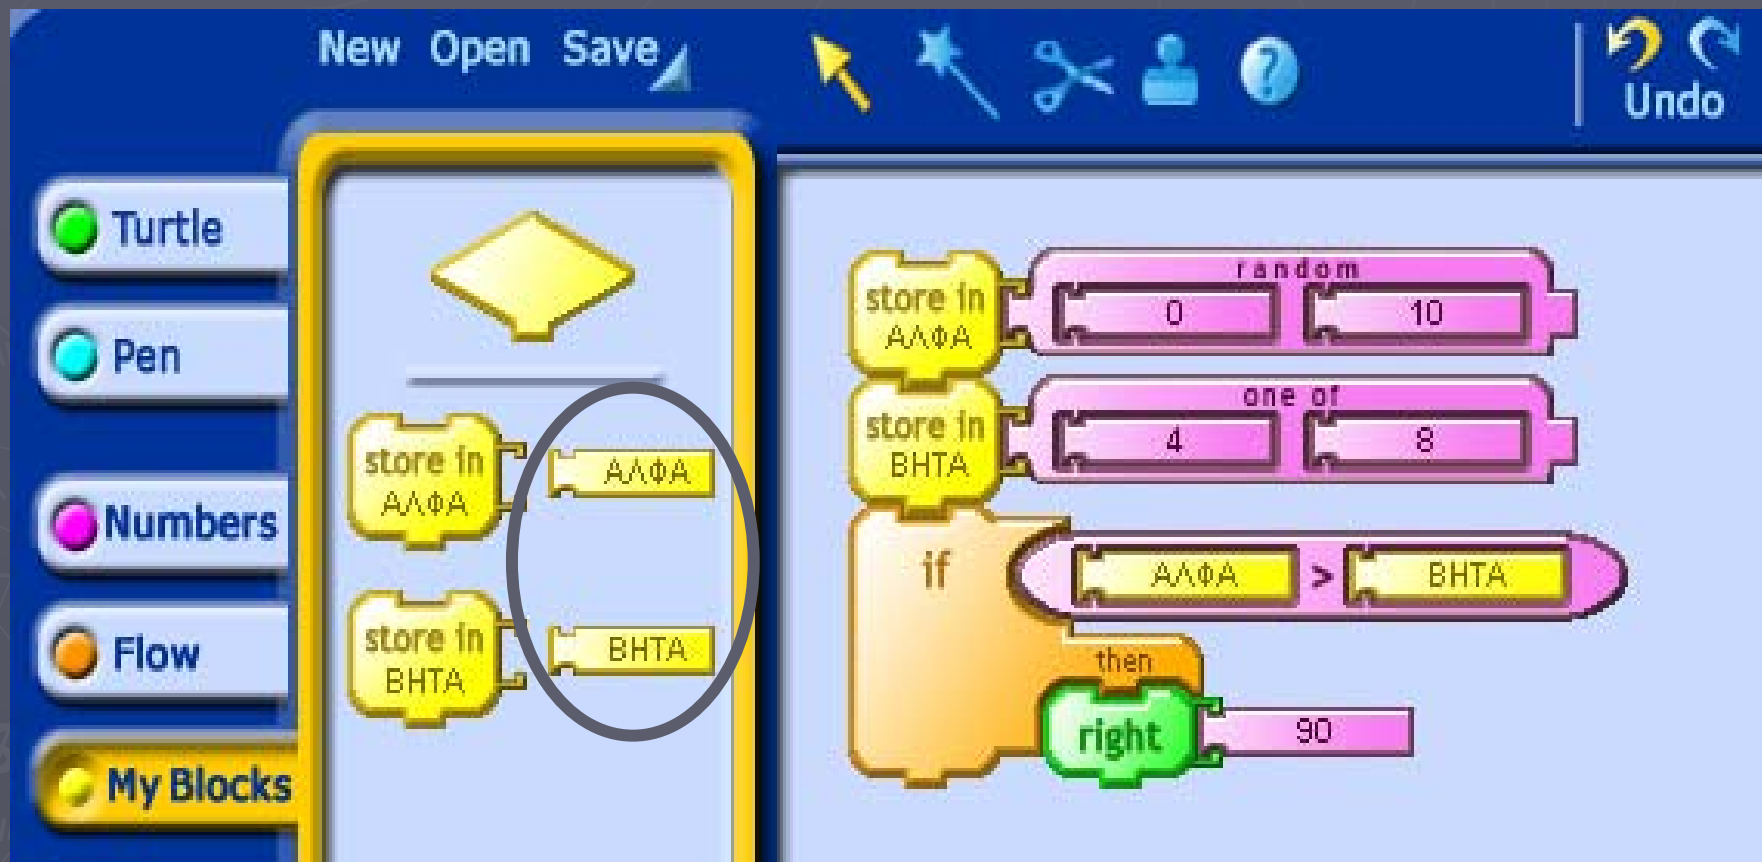 New Open Save
Undo
Turtle
Pen
Numbers
Flow
My Blocks
store in
ΑΛΦΑ
ΑΛΦΑ
store in
ΒΗΤΑ
ΒΗΤΑ
store in
ΑΛΦΑ
random
0 10
store in
ΒΗΤΑ
one of
4 8
if
ΑΛΦΑ > ΒΗΤΑ
then
right 90